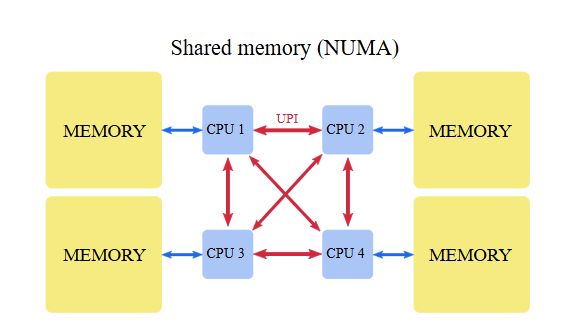 Shared memory (NUMA)
UPI
MEMORY
CPU 1
CPU 2
MEMORY
MEMORY
CPU 3
CPU 4
MEMORY